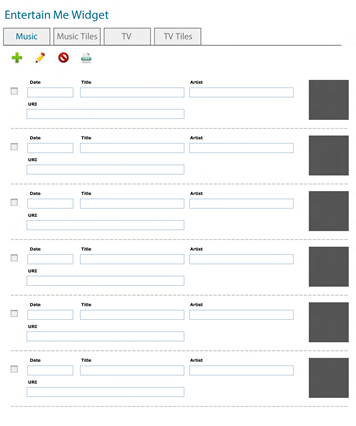 Entertain Me Widget
Music Music Tiles TV TV Tiles
Date Title Artist
URI
Date Title Artist
URI
Date Title Artist
URI
Date Title Artist
URI
Date Title Artist
URI
Date Title Artist
URI